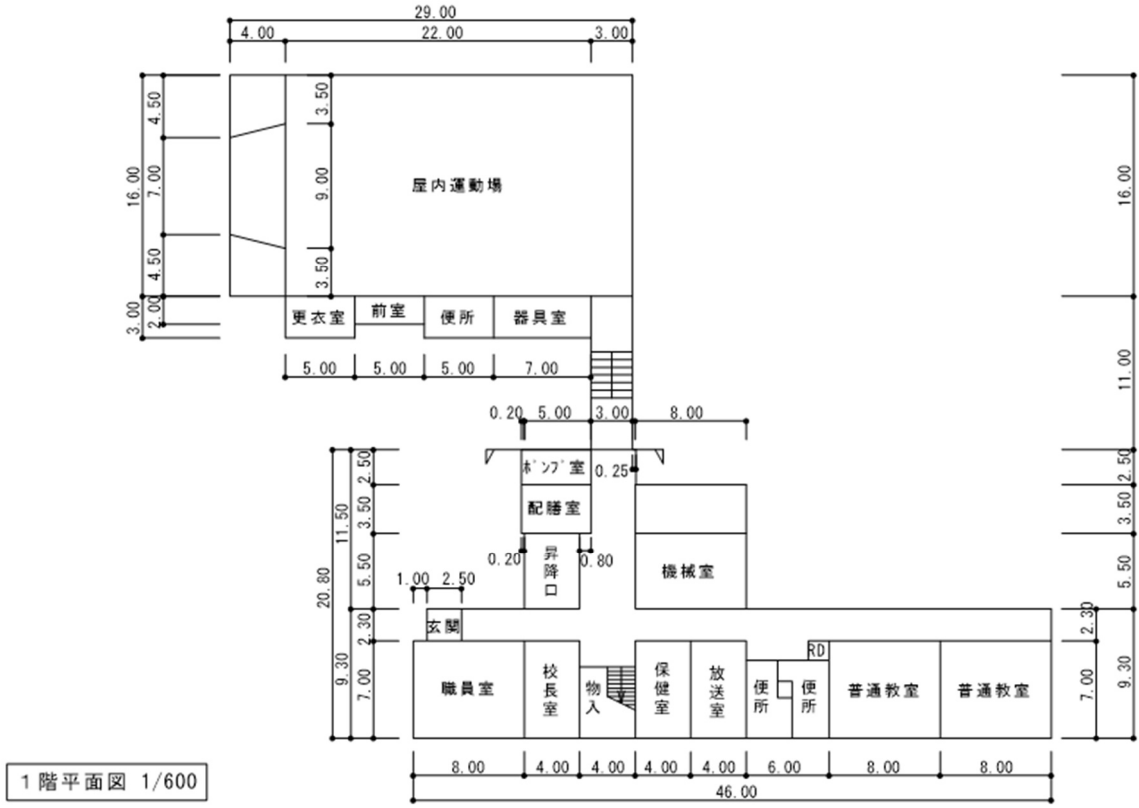 29.00
4.00 22.00 3.00
4.50
7.00
4.50
16.00
3.00
2.00
3.50
9.00
3.50
屋内運動場
16.00
11.00
更衣室
前室
便所
器具室
5.00 5.00 5.00 7.00
0.20 5.00 3.00 8.00
ポンプ室
0.25
配膳室
0.20
0.80
昇降口
機械室
2.50
3.50
5.50
11.50
20.80
2.30
7.00
9.30
2.50
3.50
5.50
2.30
7.00
9.30
1.00 2.50
玄関
職員室
校長室
物入
保健室
放送室
便所
便所
RD
普通教室
普通教室
8.00 4.00 4.00 4.00 4.00 6.00 8.00 8.00
46.00
1階平面図 1/600